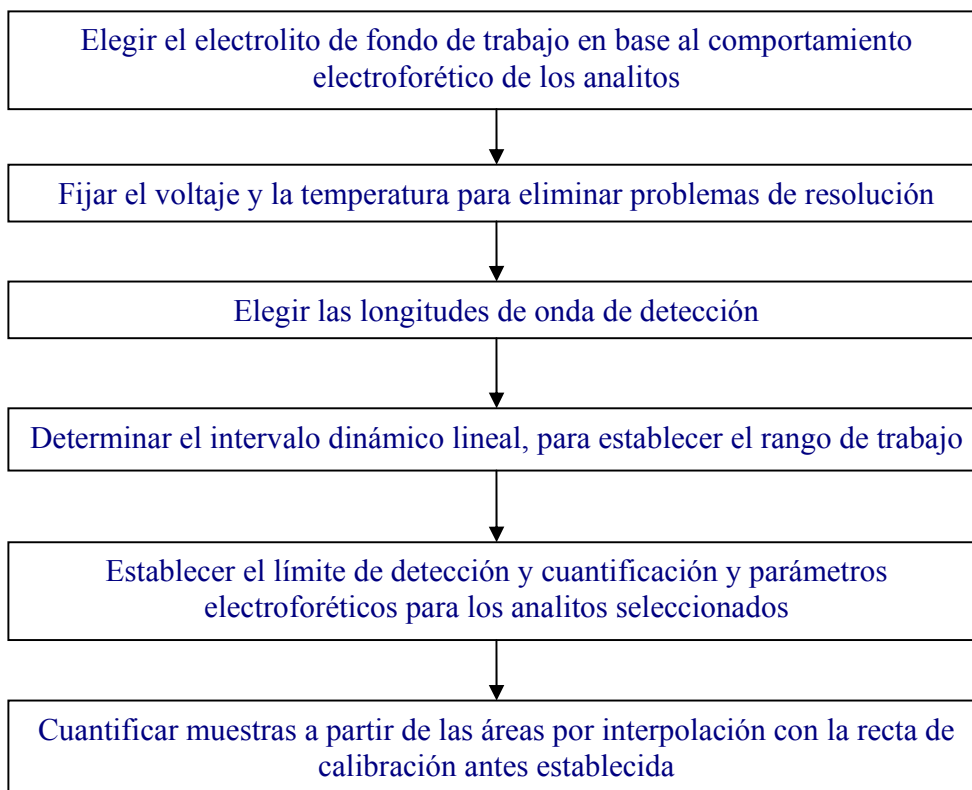 Elegir el electrolito de fondo de trabajo en base al comportamiento
electroforético de los analitos
Fijar el voltaje y la temperatura para eliminar problemas de resolución
Elegir las longitudes de onda de detección
Determinar el intervalo dinámico lineal, para establecer el rango de trabajo
Establecer el límite de detección y cuantificación y parámetros
electroforéticos para los analitos seleccionados
Cuantificar muestras a partir de las áreas por interpolación con la recta de
calibración antes establecida